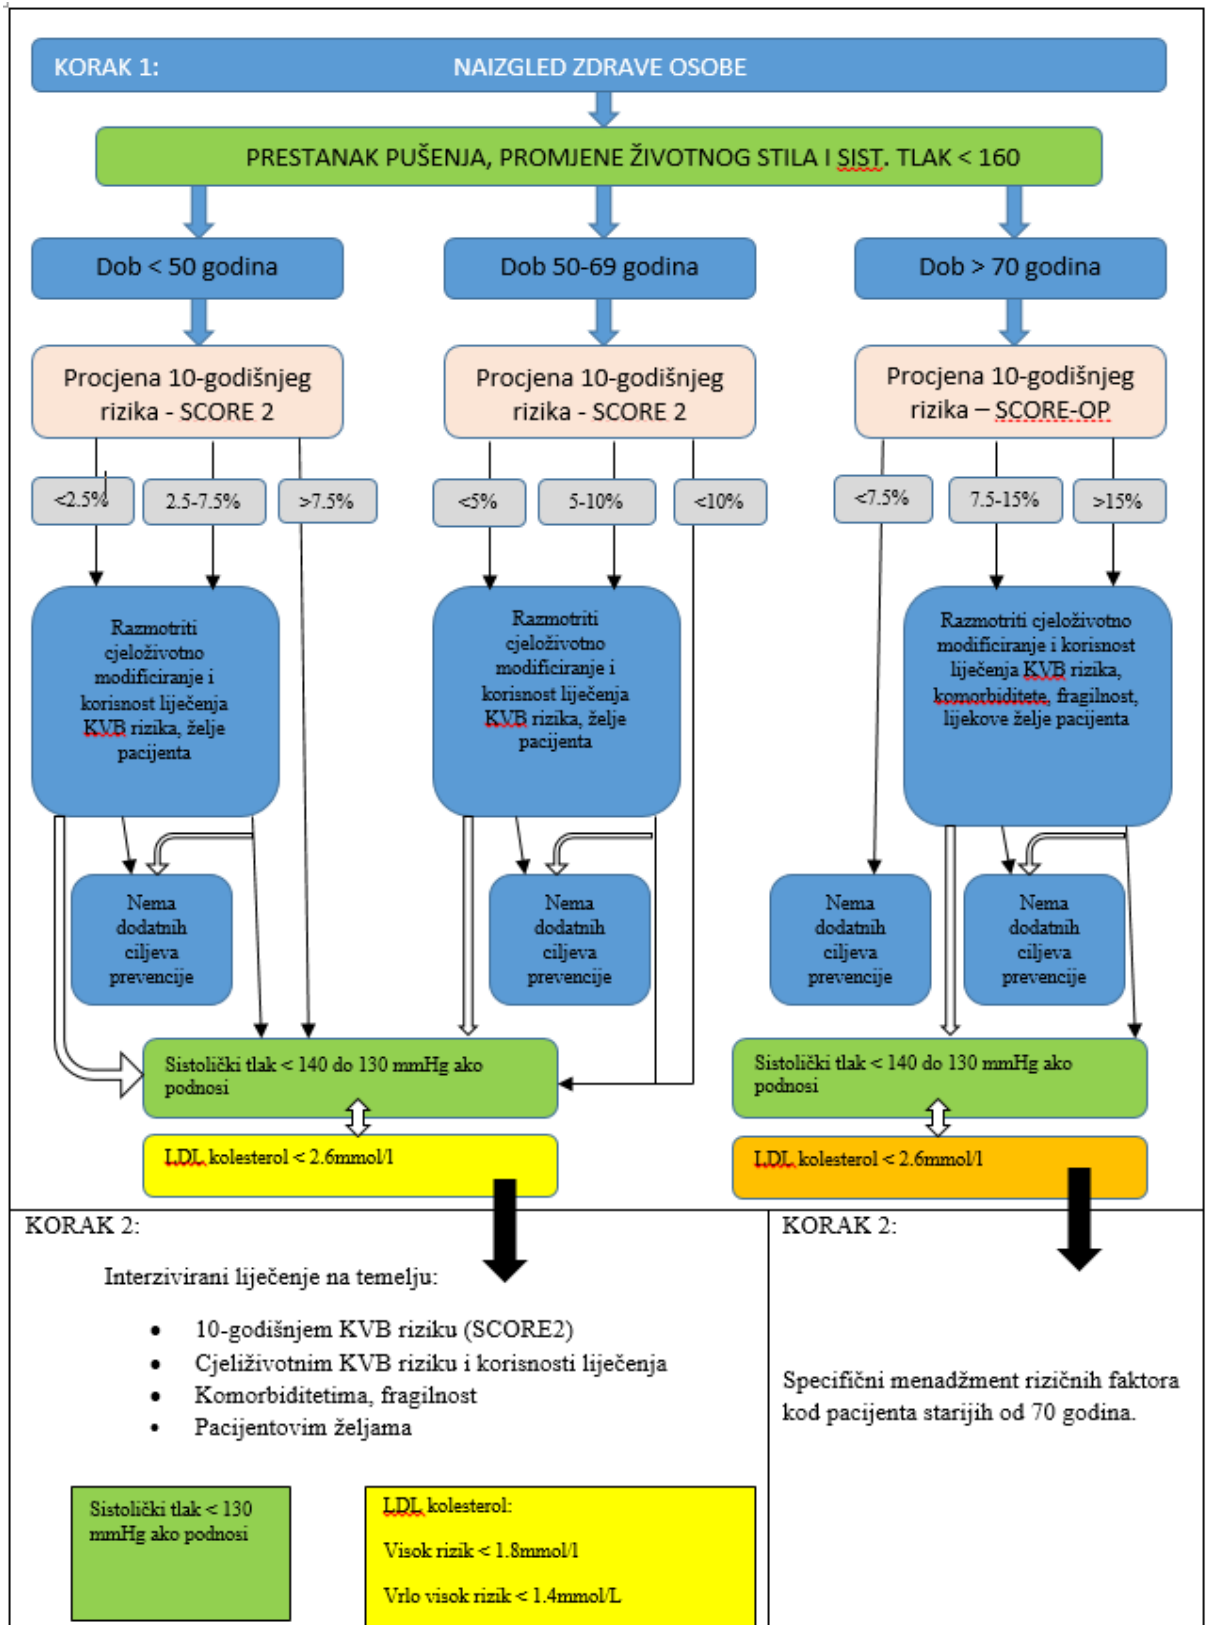 KORAK 1: NAIZGLED ZDRAVE OSOBE
PRESTANAK PUŠENJA, PROMJENE ŽIVOTNOG STILA I SIST. TLAK < 160
Dob < 50 godina
Dob 50-69 godina
Dob > 70 godina
Procjena 10-godišnjeg
rizika - SCORE 2
Procjena 10-godišnjeg
rizika - SCORE 2
Procjena 10-godišnjeg
rizika – SCORE-OP
<2.5%
2.5-7.5%
>7.5%
<5%
5-10%
<10%
<7.5%
7.5-15%
>15%
Razmotriti
cjeloživotno
modificiranje i
korisnost liječenja
KVB rizika, želje
pacijenta
Razmotriti
cjeloživotno
modificiranje i
korisnost liječenja
KVB rizika, želje
pacijenta
Razmotriti cjeloživotno
modificiranje i korisnost
liječenja KVB rizika,
komorbiditete, fragilnost,
lijekove želje pacijenta
Nema
dodatnih
ciljeva
prevencije
Nema
dodatnih
ciljeva
prevencije
Nema
dodatnih
ciljeva
prevencije
Nema
dodatnih
ciljeva
prevencije
Sistolički tlak < 140 do 130 mmHg ako
podnosi
Sistolički tlak < 140 do 130 mmHg ako
podnosi
LDL kolesterol < 2.6mmol/l
LDL kolesterol < 2.6mmol/l
KORAK 2:
Interzivirani liječenje na temelju:
• 10-godišnjem KVB riziku (SCORE2)
• Cjeliživotnim KVB riziku i korisnosti liječenja
• Komorbiditetima, fragilnost
• Pacijentovim željama
Sistolički tlak < 130
mmHg ako podnosi
LDL kolesterol:
Visok rizik < 1.8mmol/l
Vrlo visok rizik < 1.4mmol/L
KORAK 2:
Specifični menadžment rizičnih faktora
kod pacijenta starijih od 70 godina.